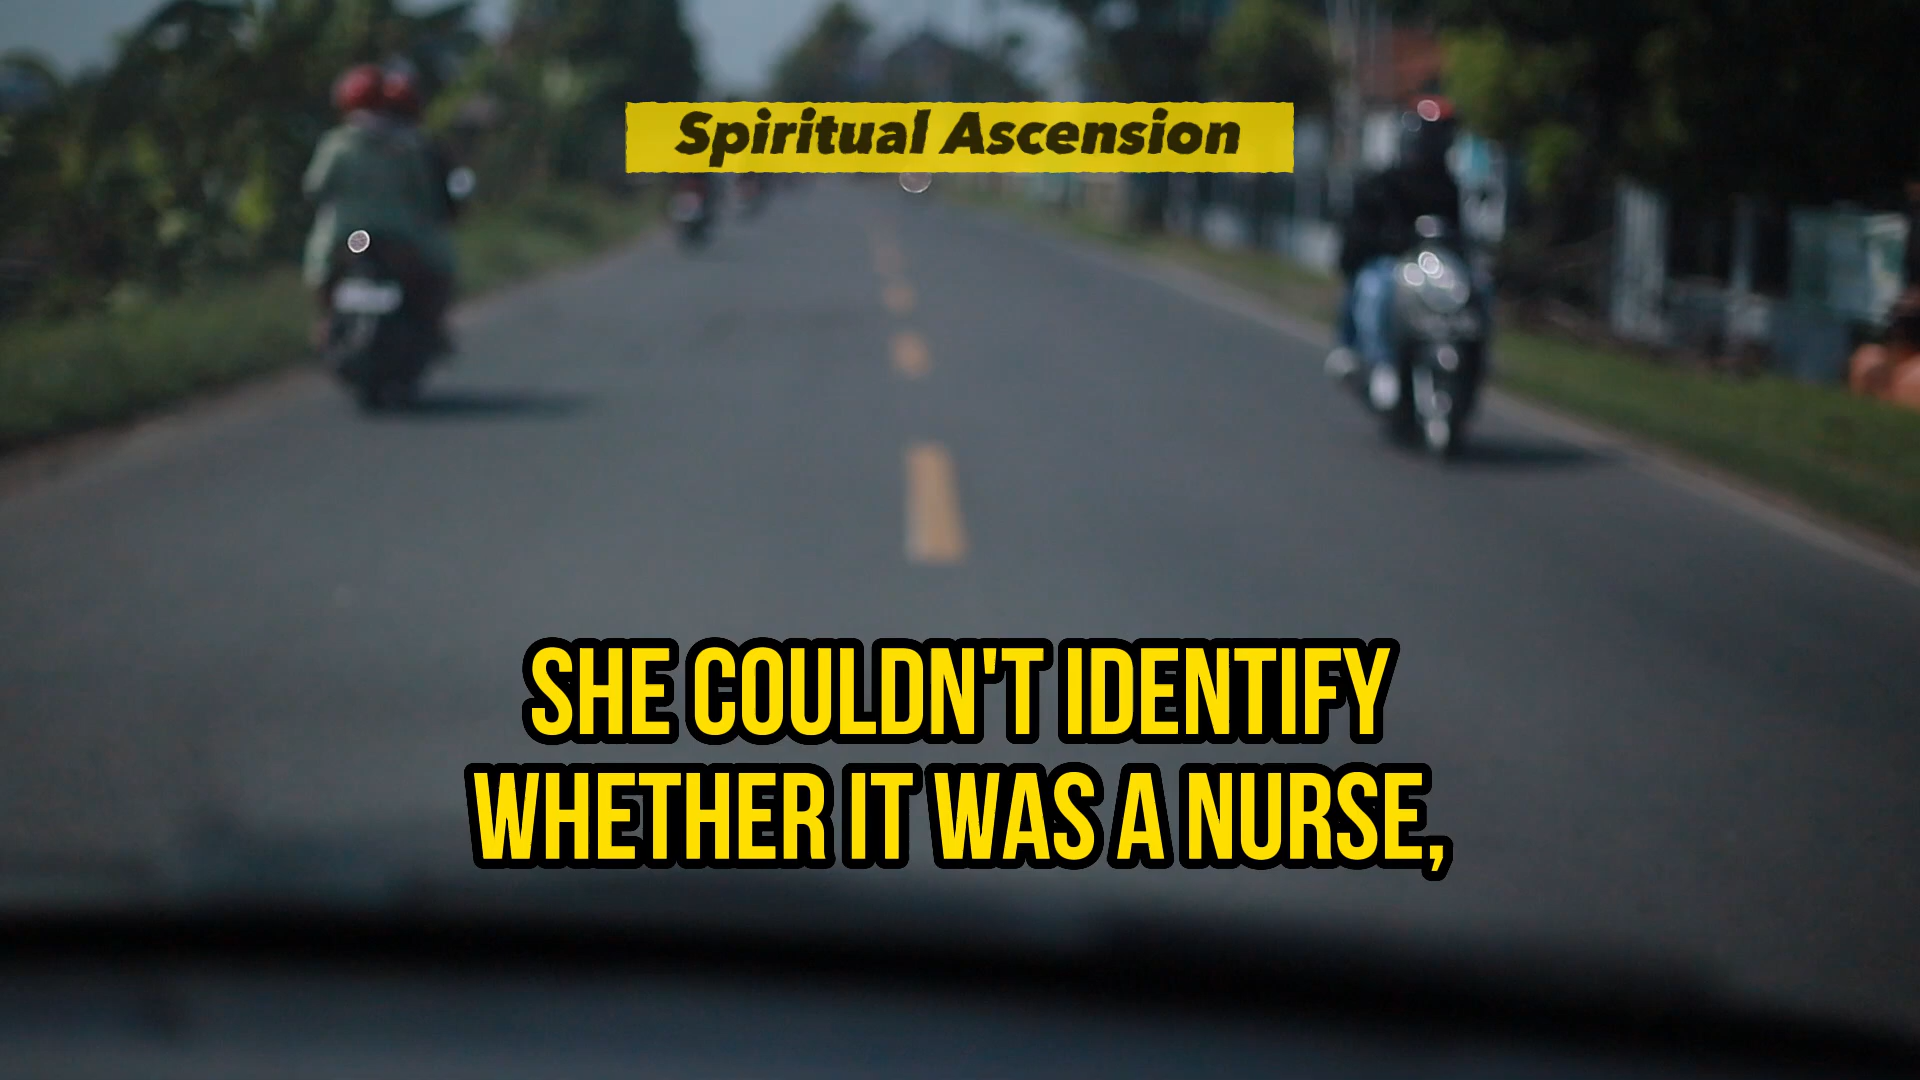 Spiritual Ascension
SHE COULDN'T IDENTIFY
WHETHER IT WAS A NURSE,